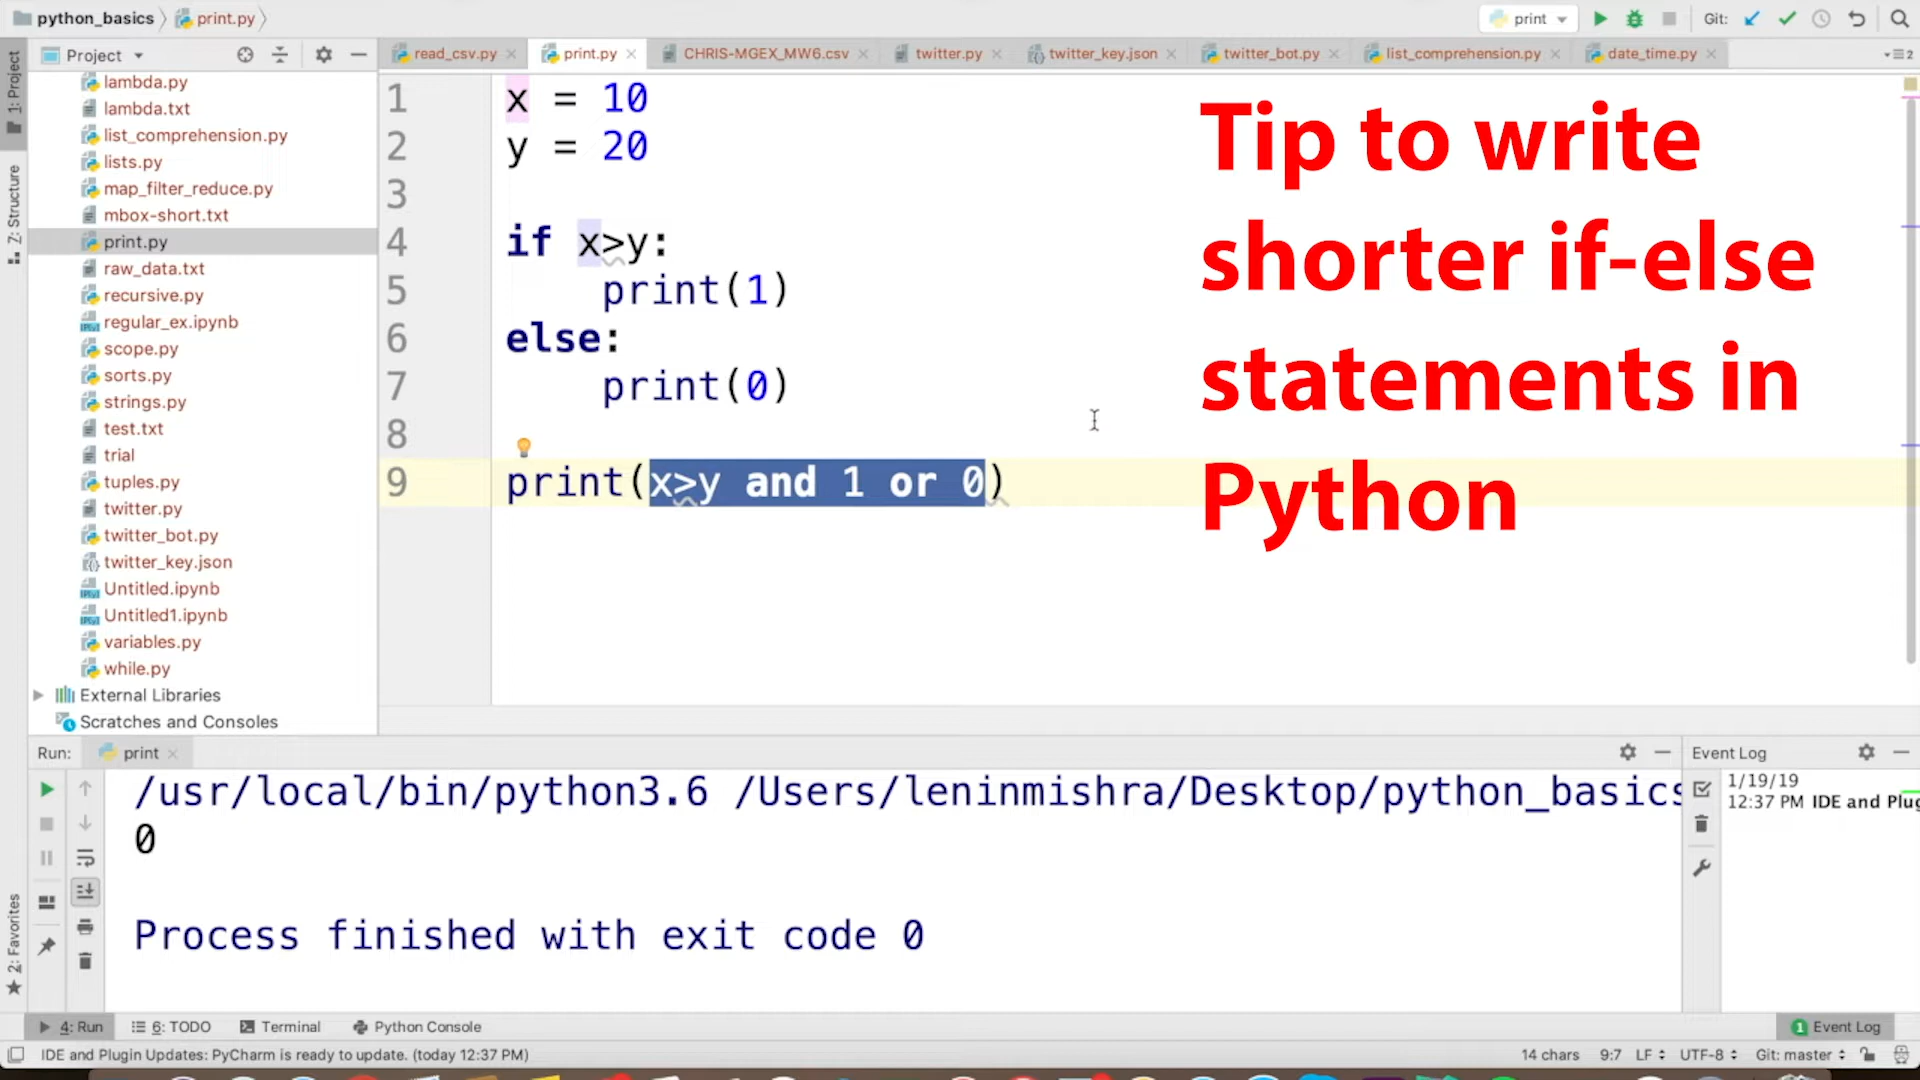 python_basics print.py
print Git:
Project
read_csv.py print.py CHRIS-MGEX_MW6.csv twitter.py twitter_key.json twitter_bot.py list_comprehension.py date_time.py 2
1: Project
Z: Structure
2: Favorites
lambda.py
lambda.txt
list_comprehension.py
lists.py
map_filter_reduce.py
mbox-short.txt
print.py
raw_data.txt
recursive.py
regular_ex.ipynb
scope.py
sorts.py
strings.py
test.txt
trial
tuples.py
twitter.py
twitter_bot.py
twitter_key.json
Untitled.ipynb
Untitled1.ipynb
variables.py
while.py
External Libraries
Scratches and Consoles
1 x = 10
2 y = 20
3
4 if x>y:
5 print(1)
6 else:
7 print(0)
8
9 print(x>y and 1 or 0)
Tip to write
shorter if-else
statements in
Python
Run: print
/usr/local/bin/python3.6 /Users/leninmishra/Desktop/python_basics
0
Process finished with exit code 0
Event Log
1/19/19
12:37 PM IDE and Plug
4: Run 6: TODO Terminal Python Console 1 Event Log
IDE and Plugin Updates: PyCharm is ready to update. (today 12:37 PM) 14 chars 9:7 LF UTF-8 Git: master